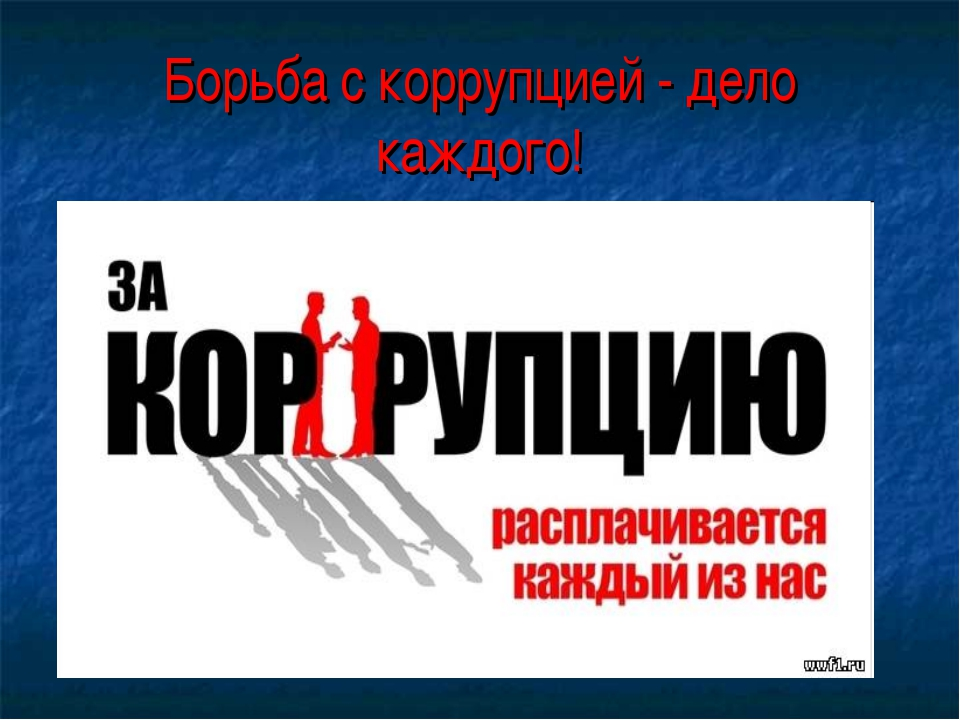 Борьба с коррупцией - дело
каждого!
ЗА
КОРРУПЦИЮ
расплачивается
каждый из нас
wwf1.ru